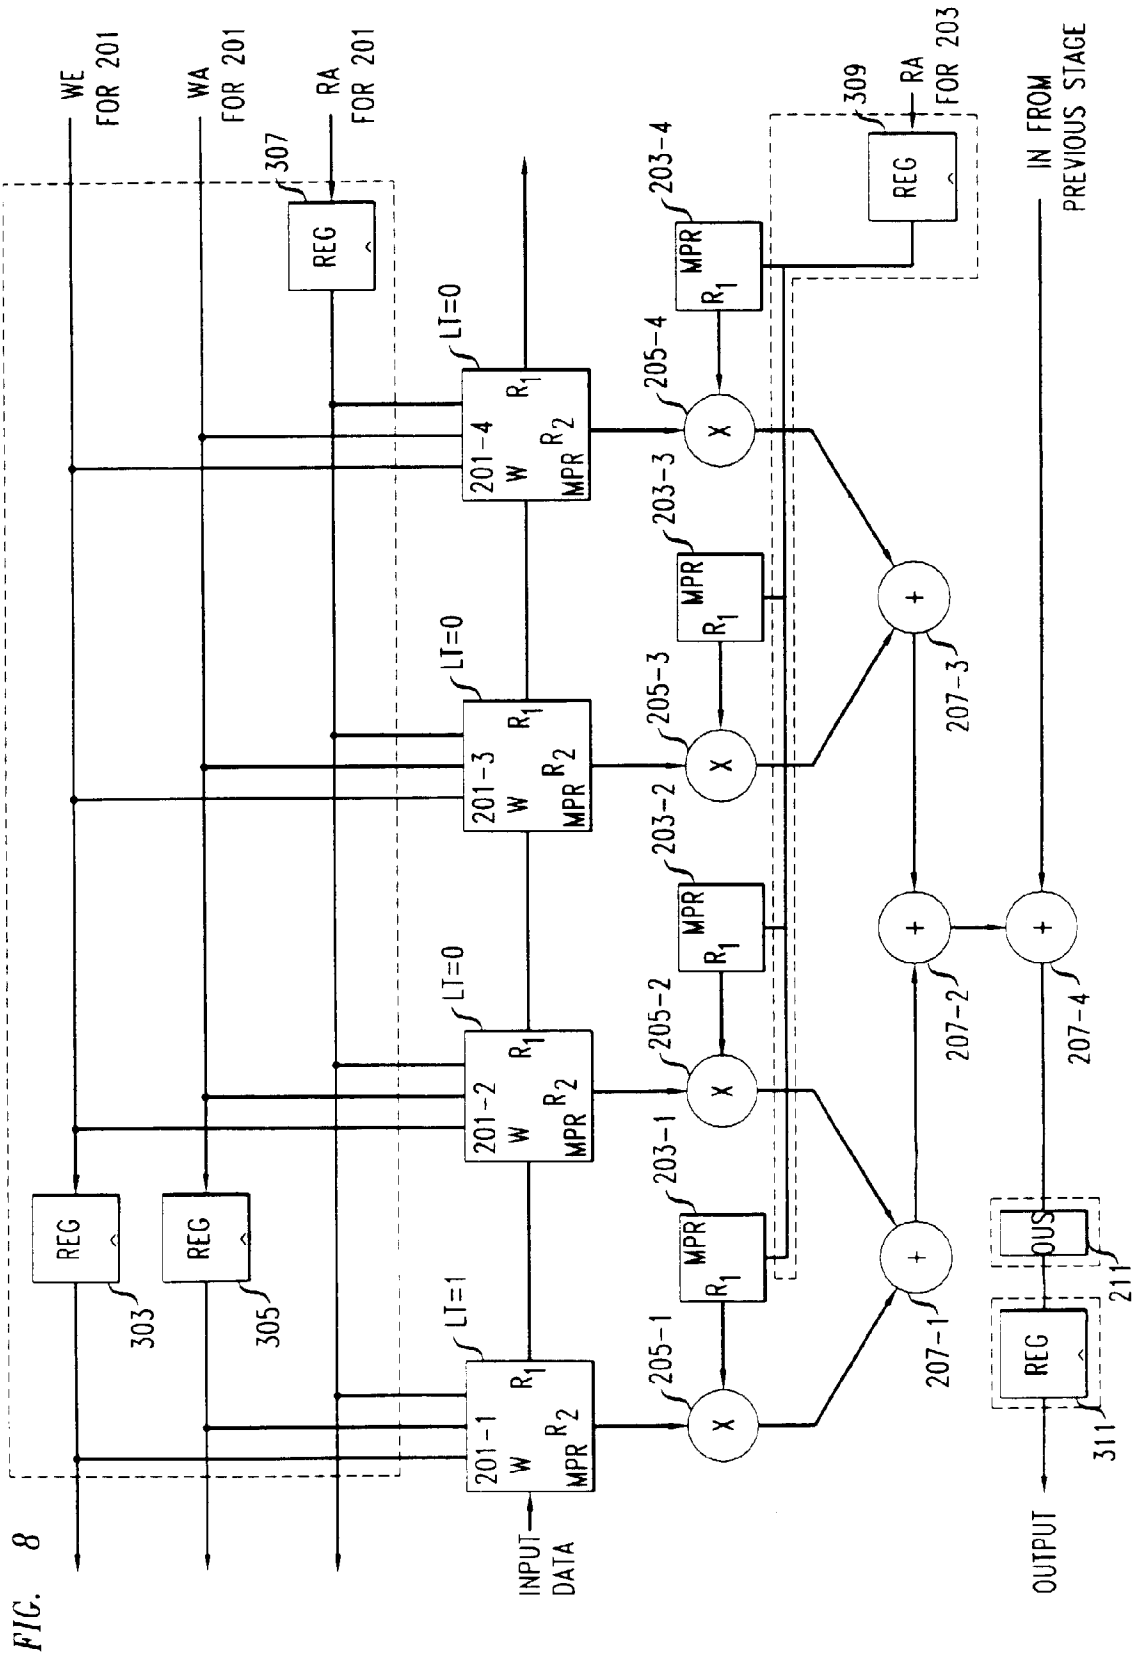 FIG. 8
WE
FOR 201
WA
FOR 201
RA
FOR 201
REG
303
REG
305
REG
307
LT=1
LT=0
LT=0
LT=0
INPUT
DATA
201-1
W
R1
R2
MPR
201-2
W
R1
R2
MPR
201-3
W
R1
R2
MPR
201-4
W
R1
R2
MPR
205-1
X
203-1
MPR
R1
205-2
X
203-2
MPR
R1
205-3
X
203-3
MPR
R1
205-4
X
203-4
MPR
R1
REG
309
RA
FOR 203
+
207-1
+
207-2
+
207-3
+
207-4
IN FROM
PREVIOUS STAGE
OUS
211
REG
311
OUTPUT